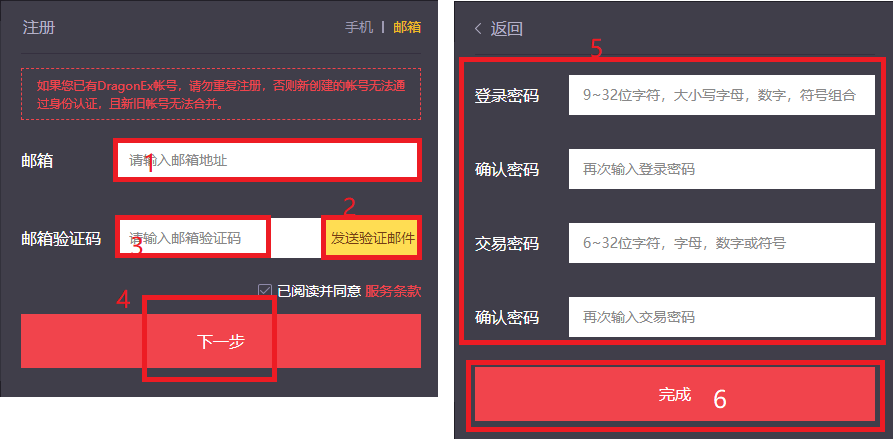 注册
手机 | 邮箱
如果您已有DragonEx帐号，请勿重复注册，否则新创建的帐号无法通
过身份认证，且新旧帐号无法合并。
邮箱
请输入邮箱地址
1
2
邮箱验证码
请输入邮箱验证码
发送验证邮件
3
已阅读并同意 服务条款
4
下一步
返回
5
登录密码
9~32位字符，大小写字母，数字，符号组合
确认密码
再次输入登录密码
交易密码
6~32位字符，字母，数字或符号
确认密码
再次输入交易密码
完成
6